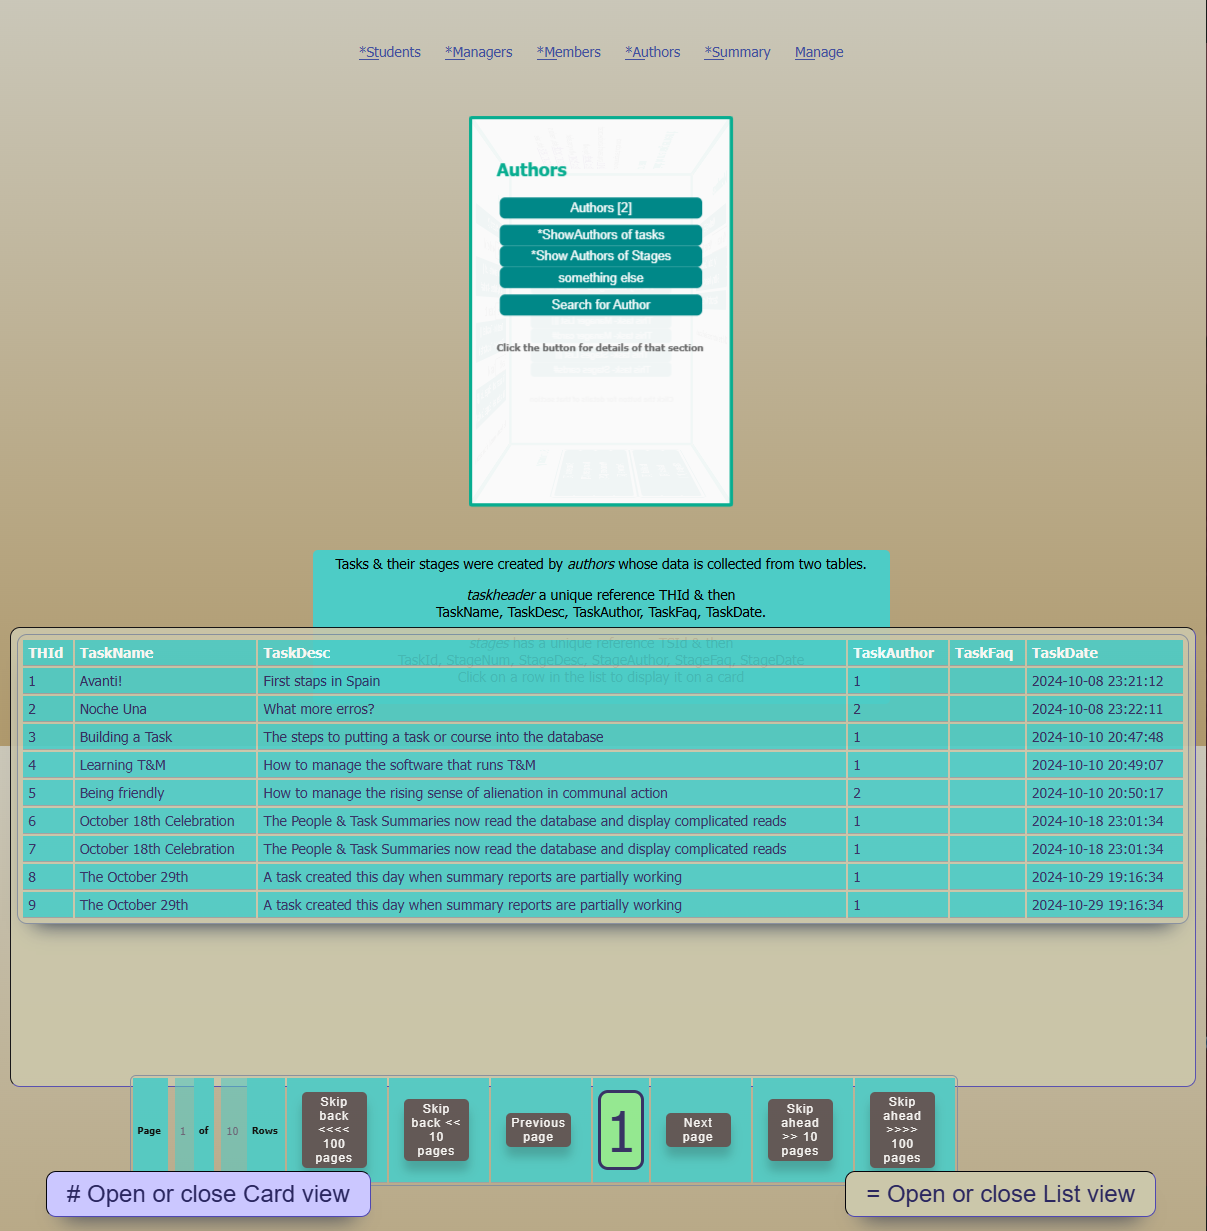 *Students *Managers *Members *Authors *Summary Manage
Authors
Authors [2]
*ShowAuthors of tasks
*Show Authors of Stages
something else
Search for Author
Click the button for details of that section
Tasks & their stages were created by authors whose data is collected from two tables.
taskheader a unique reference THId & then
TaskName, TaskDesc, TaskAuthor, TaskFaq, TaskDate.
stages has a unique reference TSId & then
TaskId, StageNum, StageDesc, StageAuthor, StageFaq, StageDate
Click on a row in the list to display it on a card
THId TaskName TaskDesc TaskAuthor TaskFaq TaskDate
1 Avanti! First staps in Spain 1 2024-10-08 23:21:12
2 Noche Una What more erros? 2 2024-10-08 23:22:11
3 Building a Task The steps to putting a task or course into the database 1 2024-10-10 20:47:48
4 Learning T&M How to manage the software that runs T&M 1 2024-10-10 20:49:07
5 Being friendly How to manage the rising sense of alienation in communal action 2 2024-10-10 20:50:17
6 October 18th Celebration The People & Task Summaries now read the database and display complicated reads 1 2024-10-18 23:01:34
7 October 18th Celebration The People & Task Summaries now read the database and display complicated reads 1 2024-10-18 23:01:34
8 The October 29th A task created this day when summary reports are partially working 1 2024-10-29 19:16:34
9 The October 29th A task created this day when summary reports are partially working 1 2024-10-29 19:16:34
Page 1 of 10 Rows
Skip
back
<<<<
100
pages
Skip
back <<
10
pages
Previous
page
1
Next
page
Skip
ahead
>> 10
pages
Skip
ahead
>>>>
100
pages
# Open or close Card view
= Open or close List view